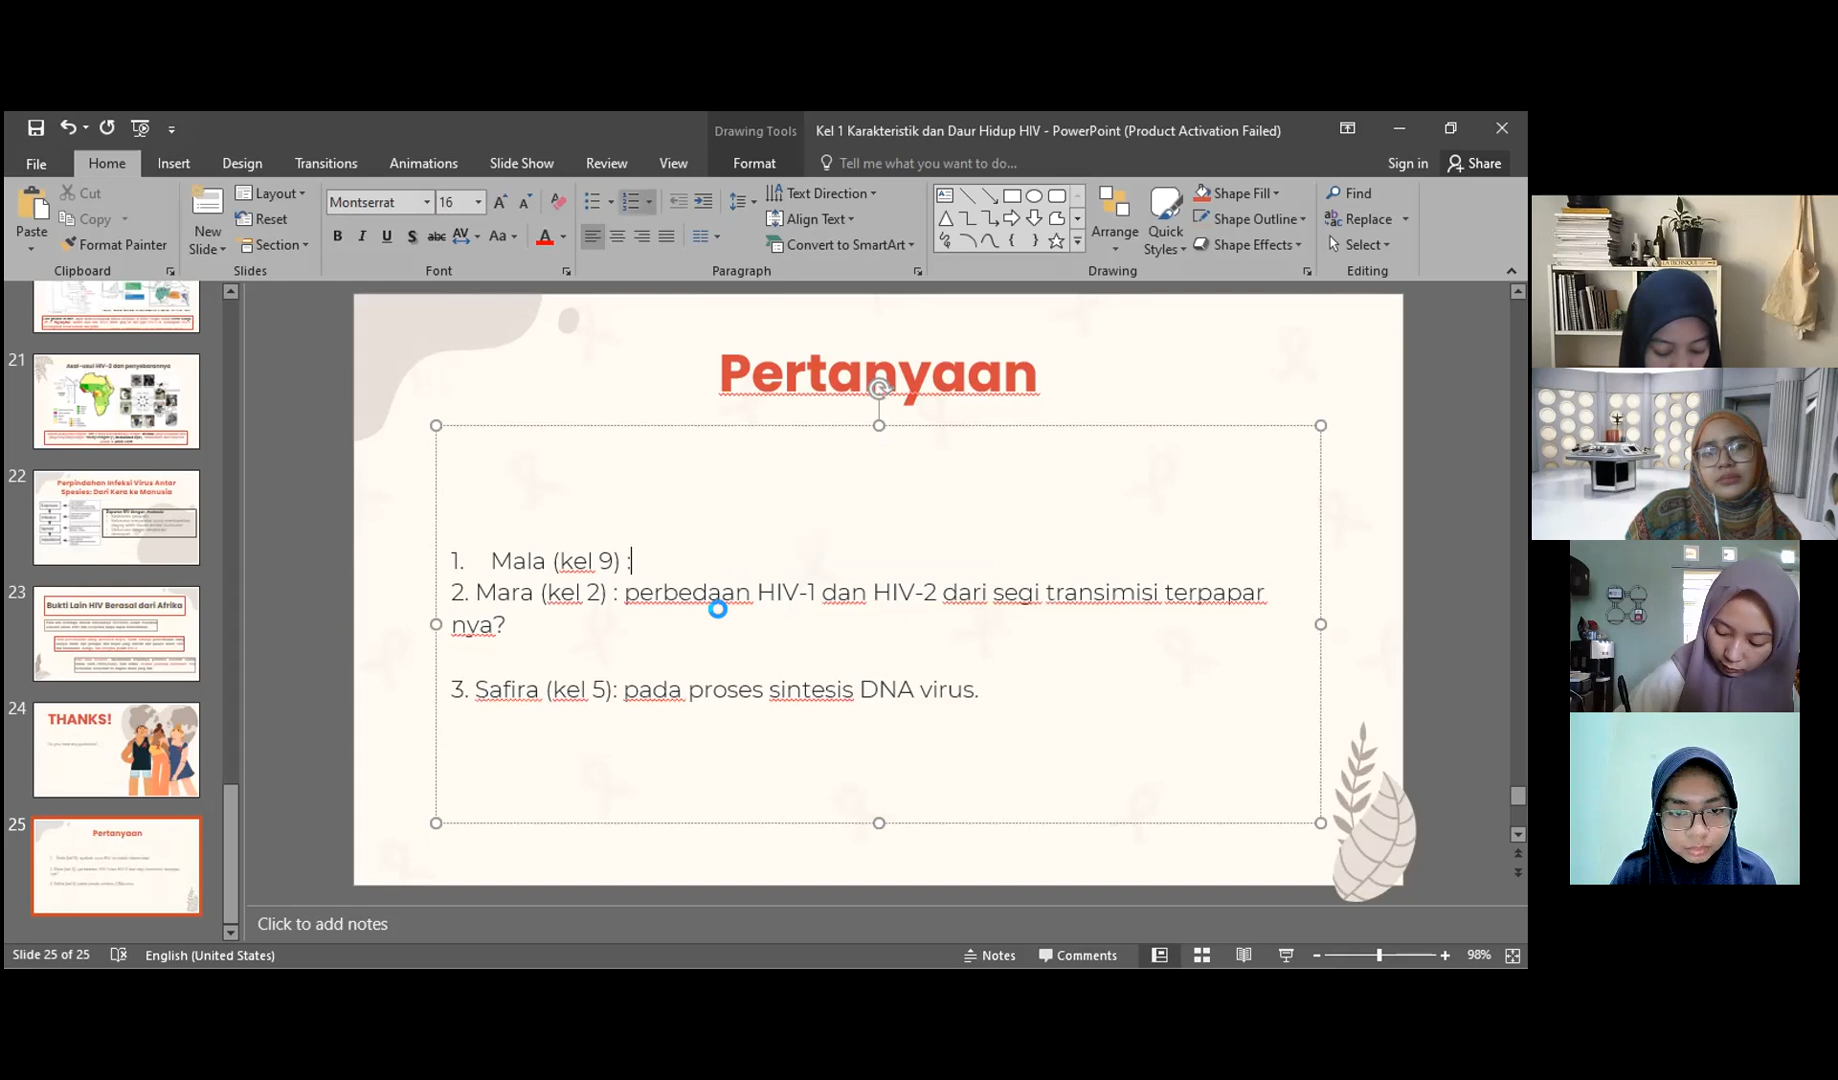 Drawing Tools
Kel 1 Karakteristik dan Daur Hidup HIV - PowerPoint (Product Activation Failed)
File
Home
Insert
Design
Transitions
Animations
Slide Show
Review
View
Format
Tell me what you want to do...
Sign in
Share
Paste
Cut
Copy
Format Painter
Clipboard
New
Slide
Layout
Reset
Section
Slides
Montserrat
16
B I U S abc AV Aa A
Font
Text Direction
Align Text
Convert to SmartArt
Paragraph
Arrange
Quick
Styles
Shape Fill
Shape Outline
Shape Effects
Drawing
Find
Replace
Select
Editing
21
Asal-usul HIV-2 dan penyebarannya
22
Perpindahan Infeksi Virus Antar
Spesies: Dari Kera ke Manusia
23
Bukti Lain HIV Berasal dari Afrika
24
THANKS!
25
Pertanyaan
Pertanyaan
1. Mala (kel 9) :
2. Mara (kel 2) : perbedaan HIV-1 dan HIV-2 dari segi transimisi terpapar
nya?
3. Safira (kel 5): pada proses sintesis DNA virus.
Click to add notes
Slide 25 of 25
English (United States)
Notes
Comments
98%